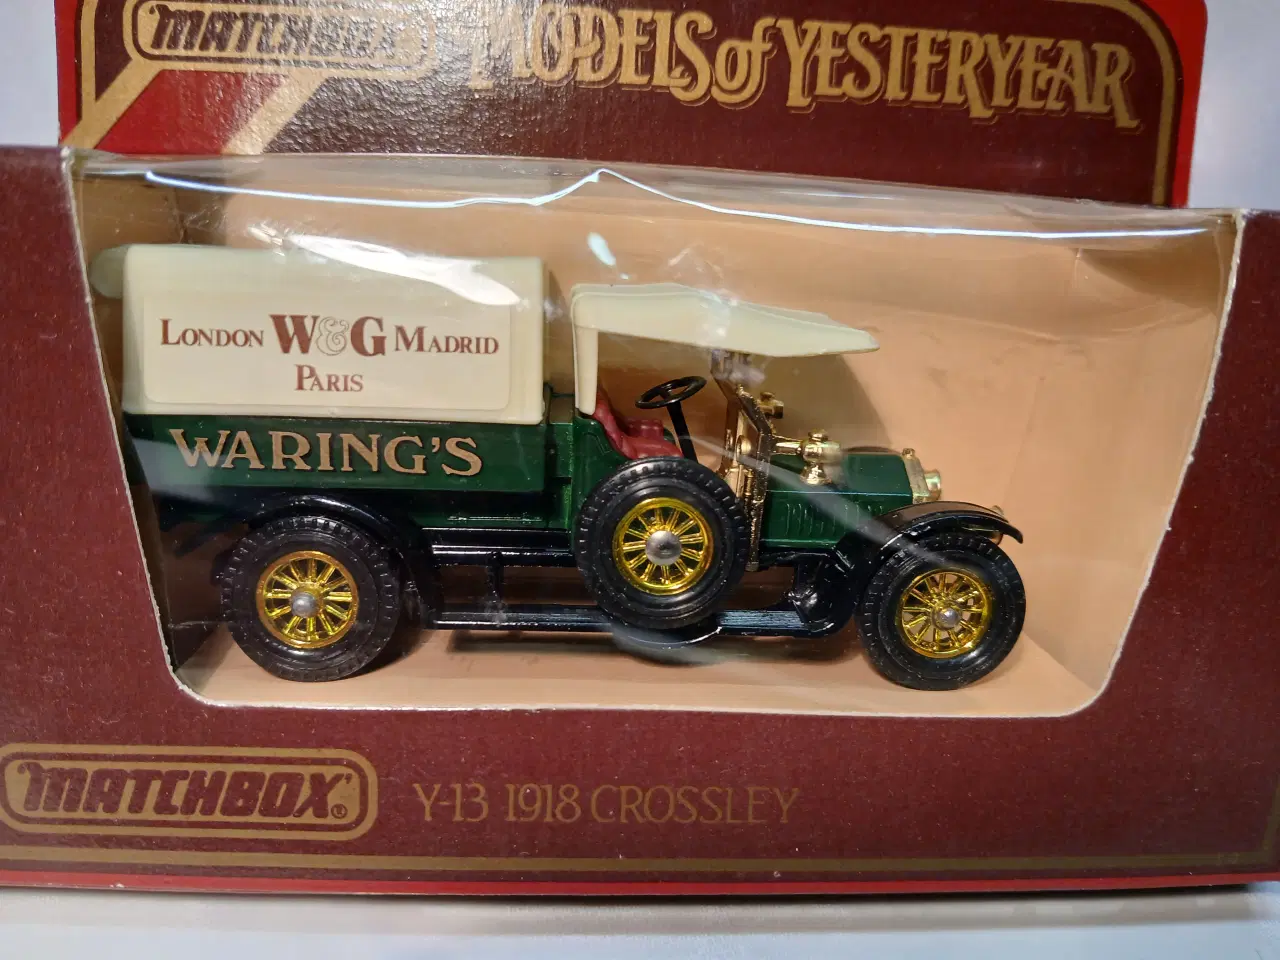 MATCHBOX
MODELS of YESTERYEAR
LONDON W&G MADRID
PARIS
WARING'S
"MATCHBOX"®
Y-13 1918 CROSSLEY